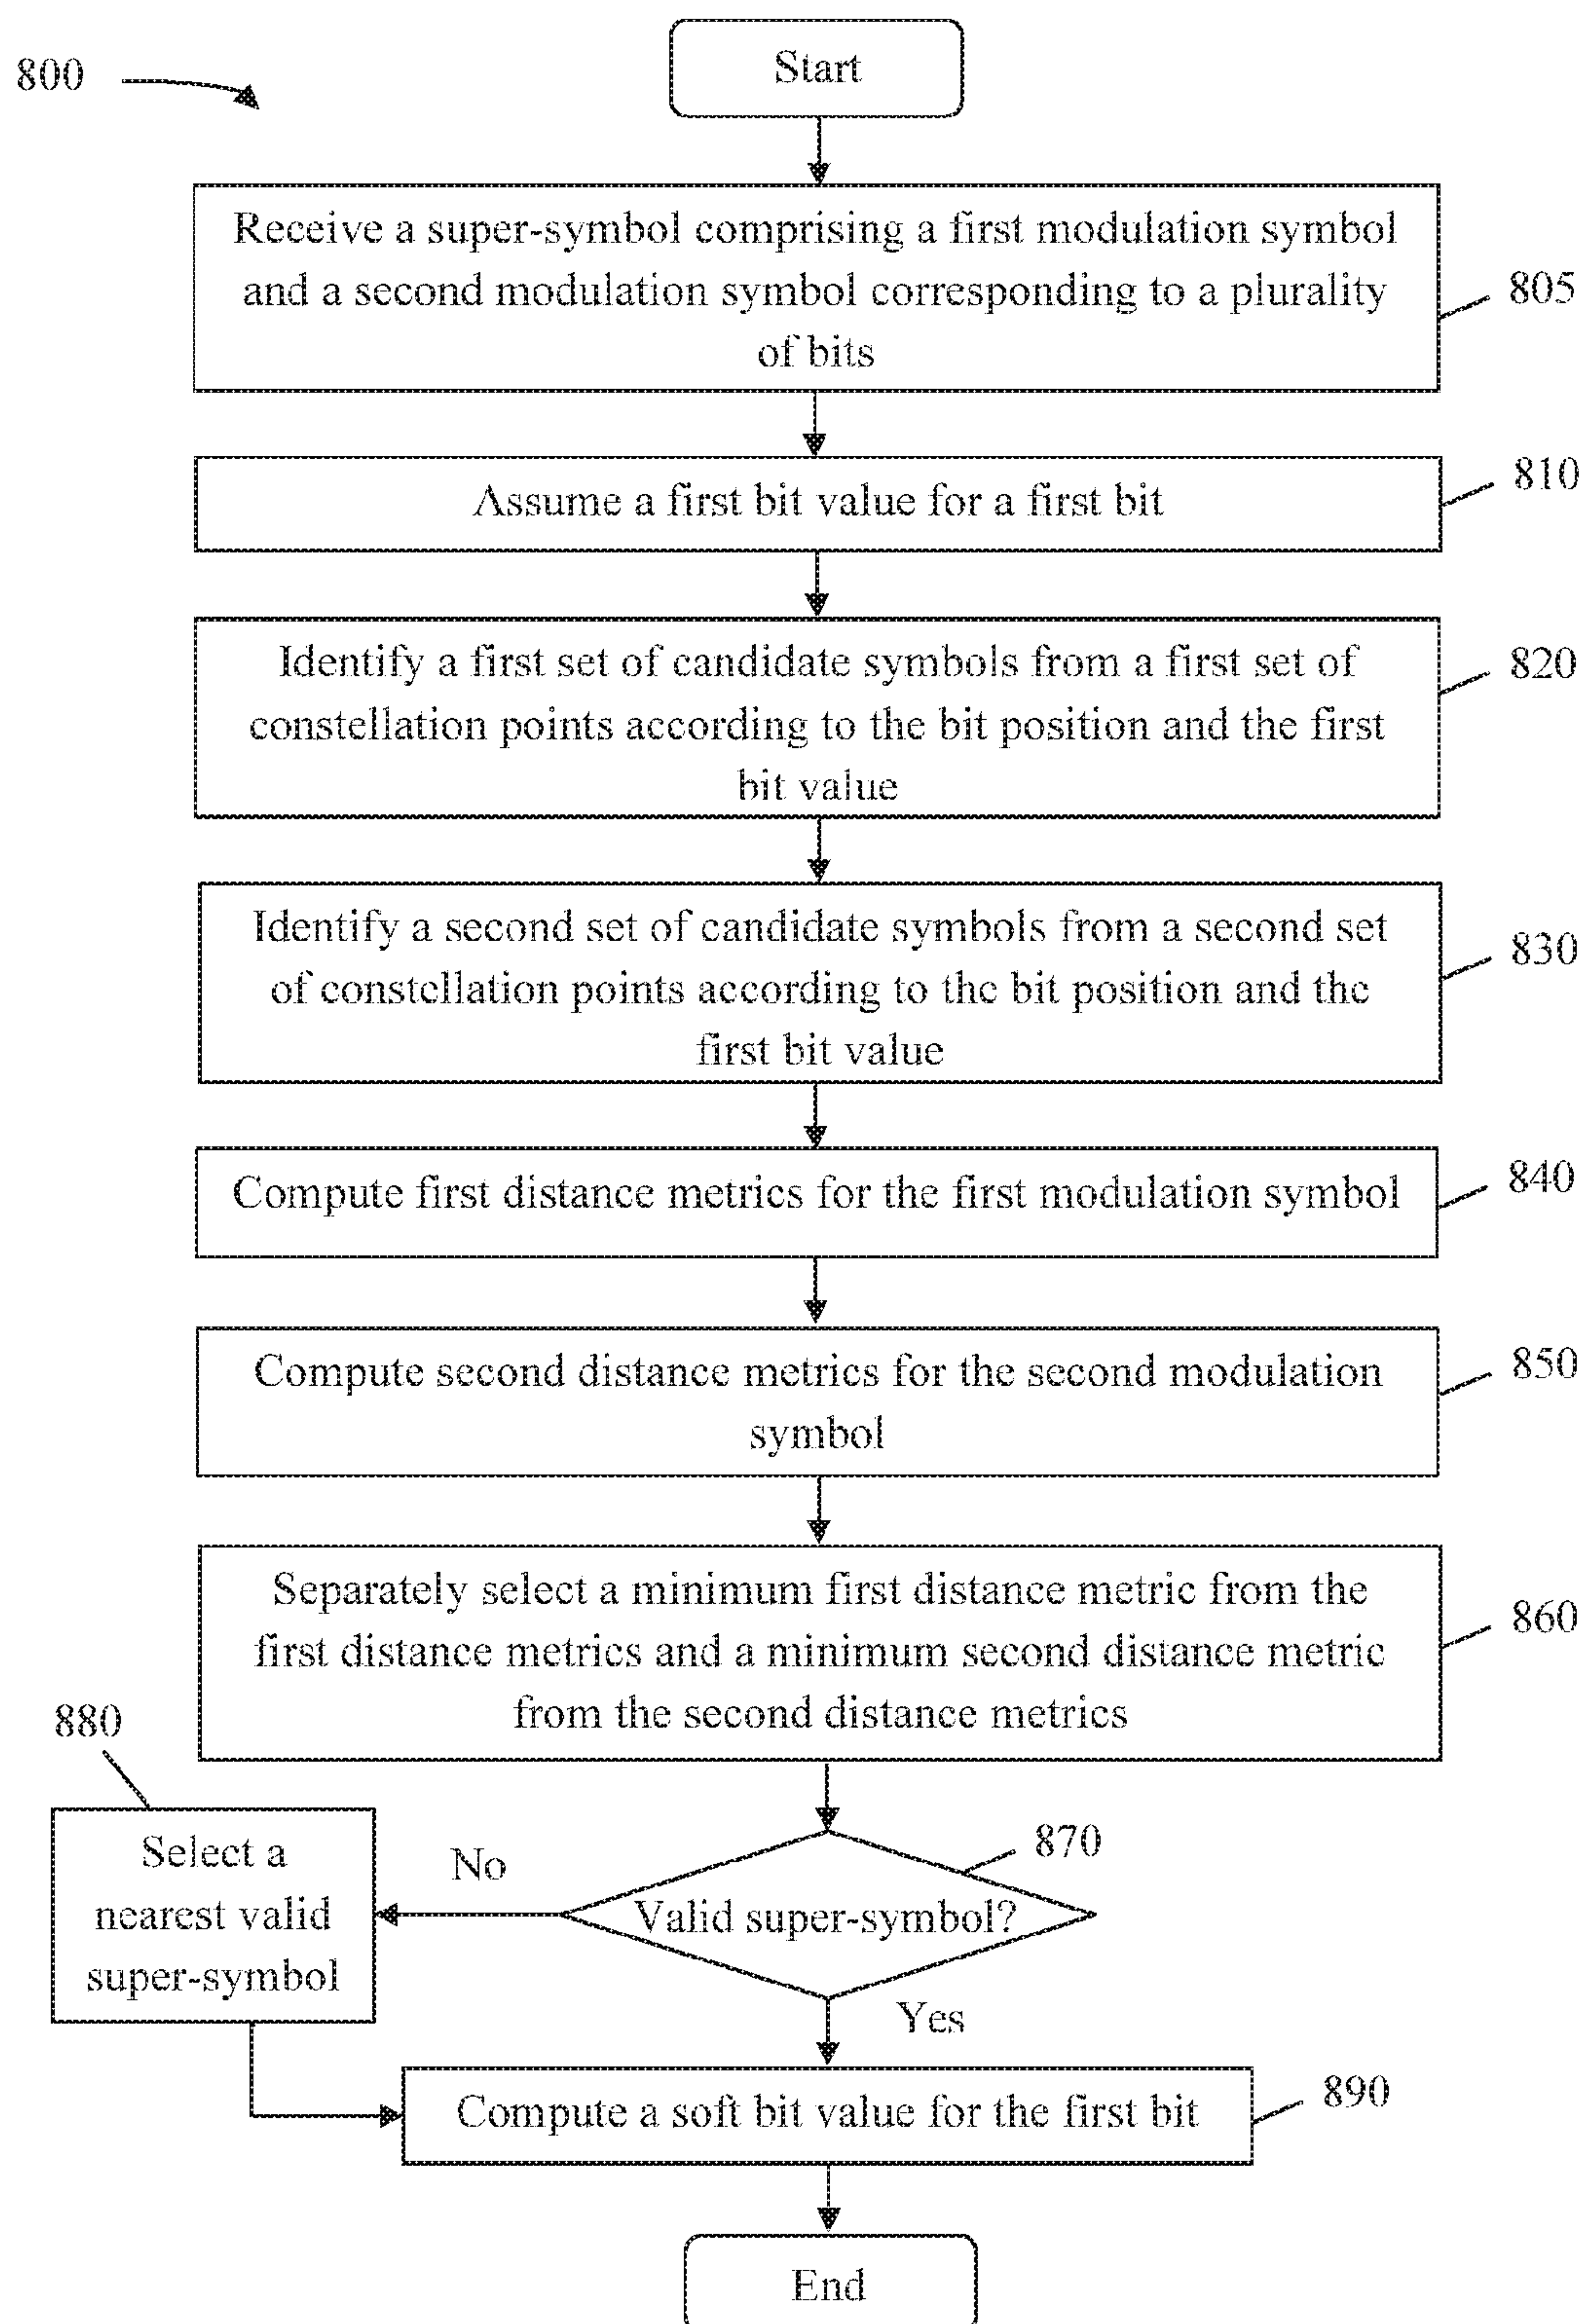 800
Start
Receive a super-symbol comprising a first modulation symbol
and a second modulation symbol corresponding to a plurality
of bits
805
Assume a first bit value for a first bit
810
Identify a first set of candidate symbols from a first set of
constellation points according to the bit position and the first
bit value
820
Identify a second set of candidate symbols from a second set
of constellation points according to the bit position and the
first bit value
830
Compute first distance metrics for the first modulation symbol
840
Compute second distance metrics for the second modulation
symbol
850
Separately select a minimum first distance metric from the
first distance metrics and a minimum second distance metric
from the second distance metrics
860
880
Select a
nearest valid
super-symbol
No
Valid super-symbol?
870
Yes
Compute a soft bit value for the first bit
890
End